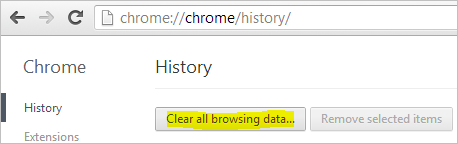 chrome://chrome/history/
Chrome History
History
Clear all browsing data... Remove selected items
Extensions